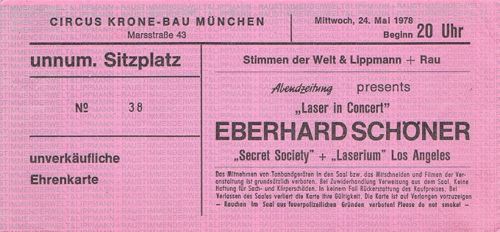 CIRCUS KRONE-BAU MÜNCHEN
Marsstraße 43
Mittwoch, 24. Mai 1978
Beginn 20 Uhr
unnum. Sitzplatz
№ 38
unverkäufliche
Ehrenkarte
Stimmen der Welt & Lippmann + Rau
Abendzeitung presents
„Laser in Concert"
EBERHARD SCHÖNER
„Secret Society" + „Laserium" Los Angeles
Das Mitnehmen von Tonbandgeräten in den Saal bzw. das Mitschneiden und Filmen der Ver-
anstaltung ist grundsätzlich verboten. Bei Zuwiderhandlung Verweisung aus dem Saal. Keine
Haftung für Sach- und Körperschäden. In keinem Fall Rückerstattung des Kaufpreises. Bei
Verlassen des Saales verliert die Karte ihre Gültigkeit. Die Karte ist auf Verlangen vorzuzeigen
– Rauchen im Saal aus feuerpolizeilichen Gründen verboten! Please do not smoke! –